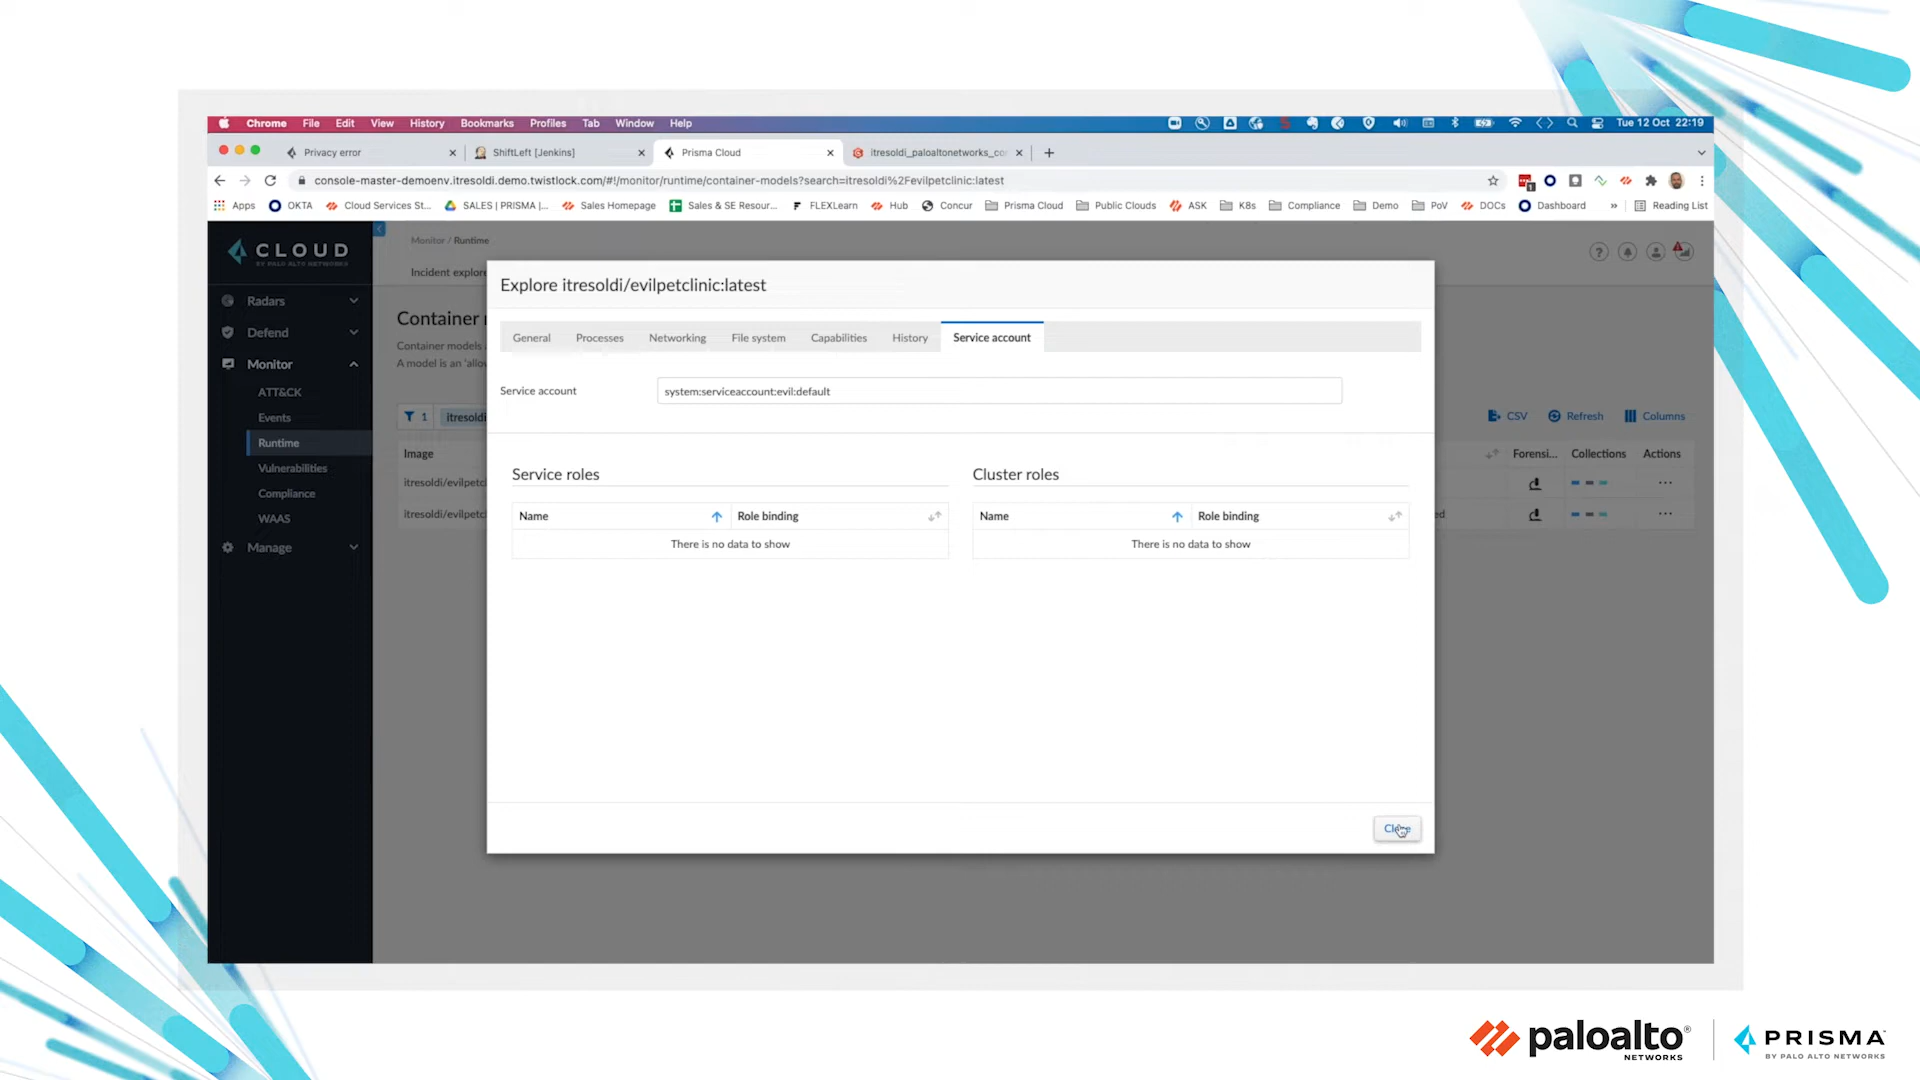 Chrome File Edit View History Bookmarks Profiles Tab Window Help Tue 12 Oct 22:19
Privacy error ShiftLeft [Jenkins] Prisma Cloud itresoldi_paloaltonetworks_co
console-master-demoenv.itresoldi.demo.twistlock.com/#!/monitor/runtime/container-models?search=itresoldi%2Fevilpetclinic:latest
Apps OKTA Cloud Services St... SALES | PRISMA |... Sales Homepage Sales & SE Resour... FLEXLearn Hub Concur Prisma Cloud Public Clouds ASK K8s Compliance Demo PoV DOCs Dashboard » Reading List
CLOUD
BY PALO ALTO NETWORKS
Radars
Defend
Monitor
ATT&CK
Events
Runtime
Vulnerabilities
Compliance
WAAS
Manage
Monitor / Runtime
Incident explore
Container
Container models
A model is an 'allow
1 itresoldi
CSV Refresh Columns
Image Forensi... Collections Actions
itresoldi/evilpetcl
itresoldi/evilpetcl ed
Explore itresoldi/evilpetclinic:latest
General Processes Networking File system Capabilities History Service account
Service account system:serviceaccount:evil:default
Service roles
Name Role binding
There is no data to show
Cluster roles
Name Role binding
There is no data to show
Close
paloalto®
NETWORKS
PRISMA
BY PALO ALTO NETWORKS